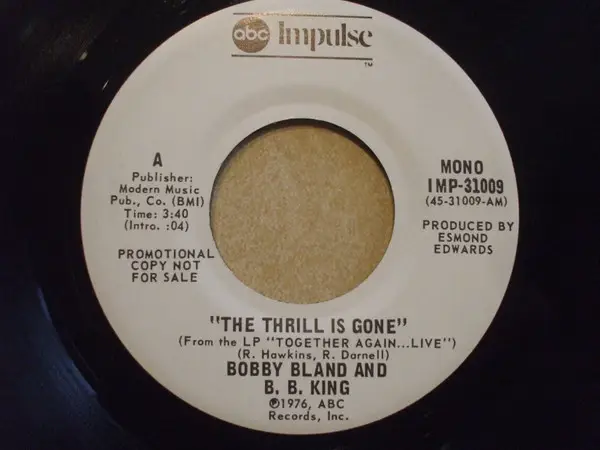 abc Impulse
TM
A
Publisher:
Modern Music
Pub., Co. (BMI)
Time: 3:40
(Intro. :04)
PROMOTIONAL
COPY NOT
FOR SALE
MONO
IMP-31009
(45-31009-AM)
PRODUCED BY
ESMOND
EDWARDS
"THE THRILL IS GONE"
(From the LP "TOGETHER AGAIN...LIVE")
(R. Hawkins, R. Darnell)
BOBBY BLAND AND
B. B. KING
℗1976, ABC
Records, Inc.